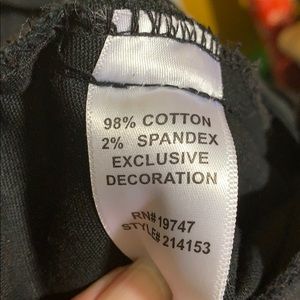 98% COTTON
2% SPANDEX
EXCLUSIVE
DECORATION
RN# 19747
STYLE# 214153